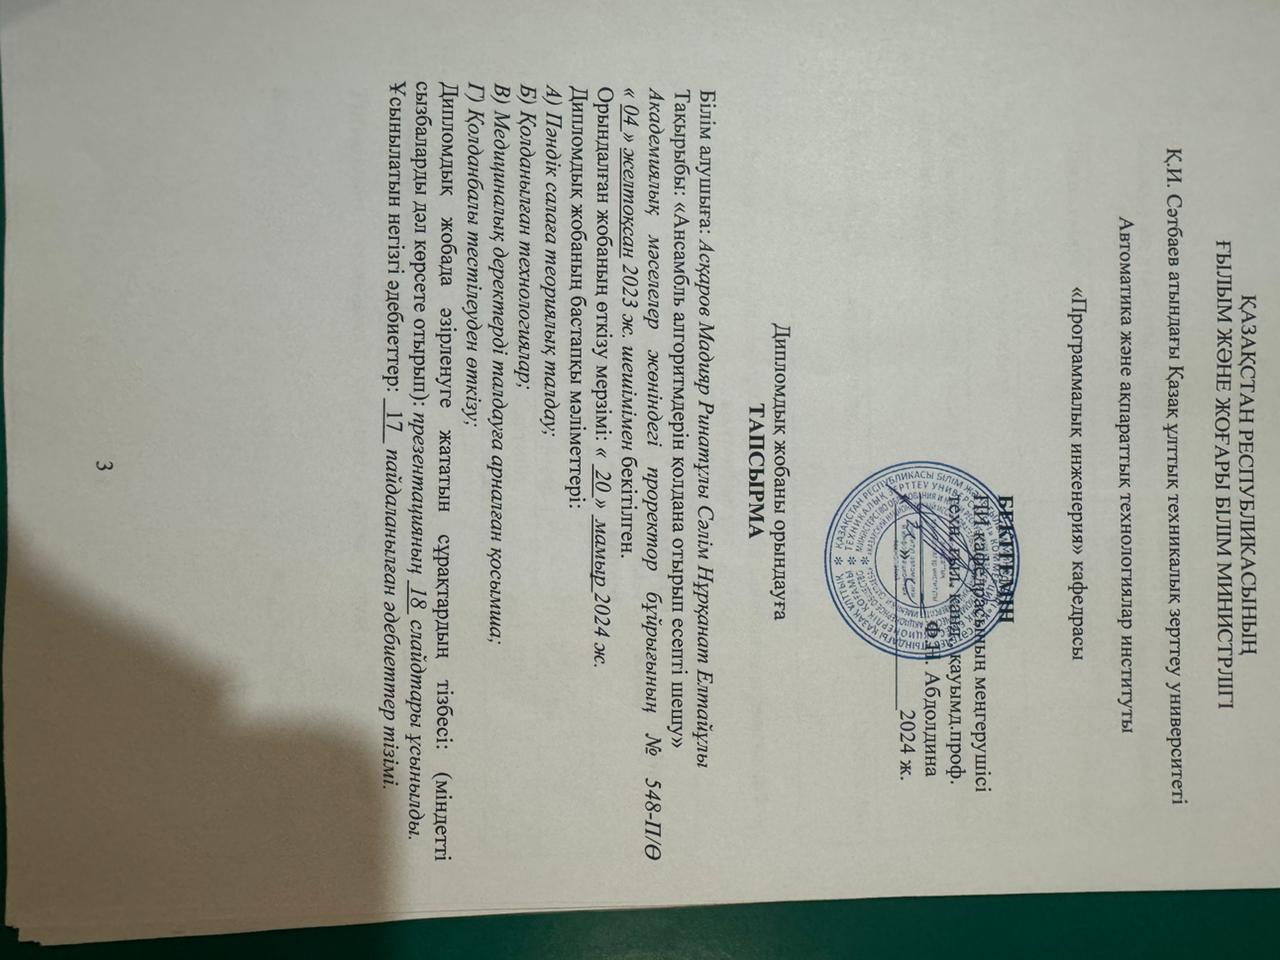 ҚАЗАҚСТАН РЕСПУБЛИКАСЫНЫҢ
ҒЫЛЫМ ЖӘНЕ ЖОҒАРЫ БІЛІМ МИНИСТРЛІГІ
Қ.И. Сәтбаев атындағы Қазақ ұлттық техникалық зерттеу университеті
Автоматика және ақпараттық технологиялар институты
«Программалық инженерия» кафедрасы
БЕКІТЕМІН
ПИ кафедрасының меңгерушісі
техн. ғыл. канд., қауымд.проф.
Ф.Н. Абдолдина
2024 ж.
Дипломдық жобаны орындауға
ТАПСЫРМА
Білім алушыға: Асқаров Мадияр Ринатұлы Сәлім Нұрқанат Елтайұлы
Тақырыбы: «Ансамбль алгоритмдерін қолдана отырып есепті шешу»
Академиялық мәселелер жөніндегі проректор бұйрығының № 548-П/Ө
« 04 » желтоқсан 2023 ж. шешімімен бекітілген.
Орындалған жобаның өткізу мерзімі: « 20 » мамыр 2024 ж.
Дипломдық жобаның бастапқы мәліметтері:
А) Пәндік салаға теориялық талдау;
Б) Қолданылған технологиялар;
В) Медициналық деректерді талдауға арналған қосымша;
Г) Қолданбалы тестілеуден өткізу;
Дипломдық жобада әзірленуге жататын сұрақтардың тізбесі: (міндетті
сызбаларды дәл көрсете отырып): презентацияның 18 слайдтары ұсынылды.
Ұсынылатын негізгі әдебиеттер: 17 пайдаланылған әдебиеттер тізімі.
3